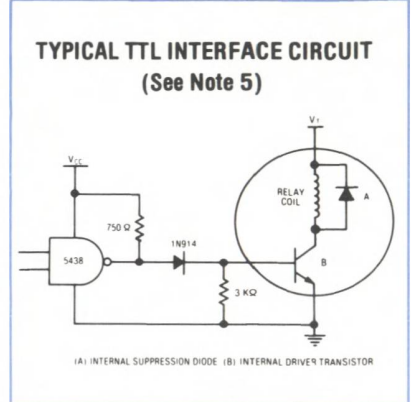 TYPICAL TTL INTERFACE CIRCUIT
(See Note 5)
V₁
VCC
RELAY
COIL
A
750 Ω
1N914
5438
B
3 KΩ
(A) INTERNAL SUPPRESSION DIODE (B) INTERNAL DRIVER TRANSISTOR